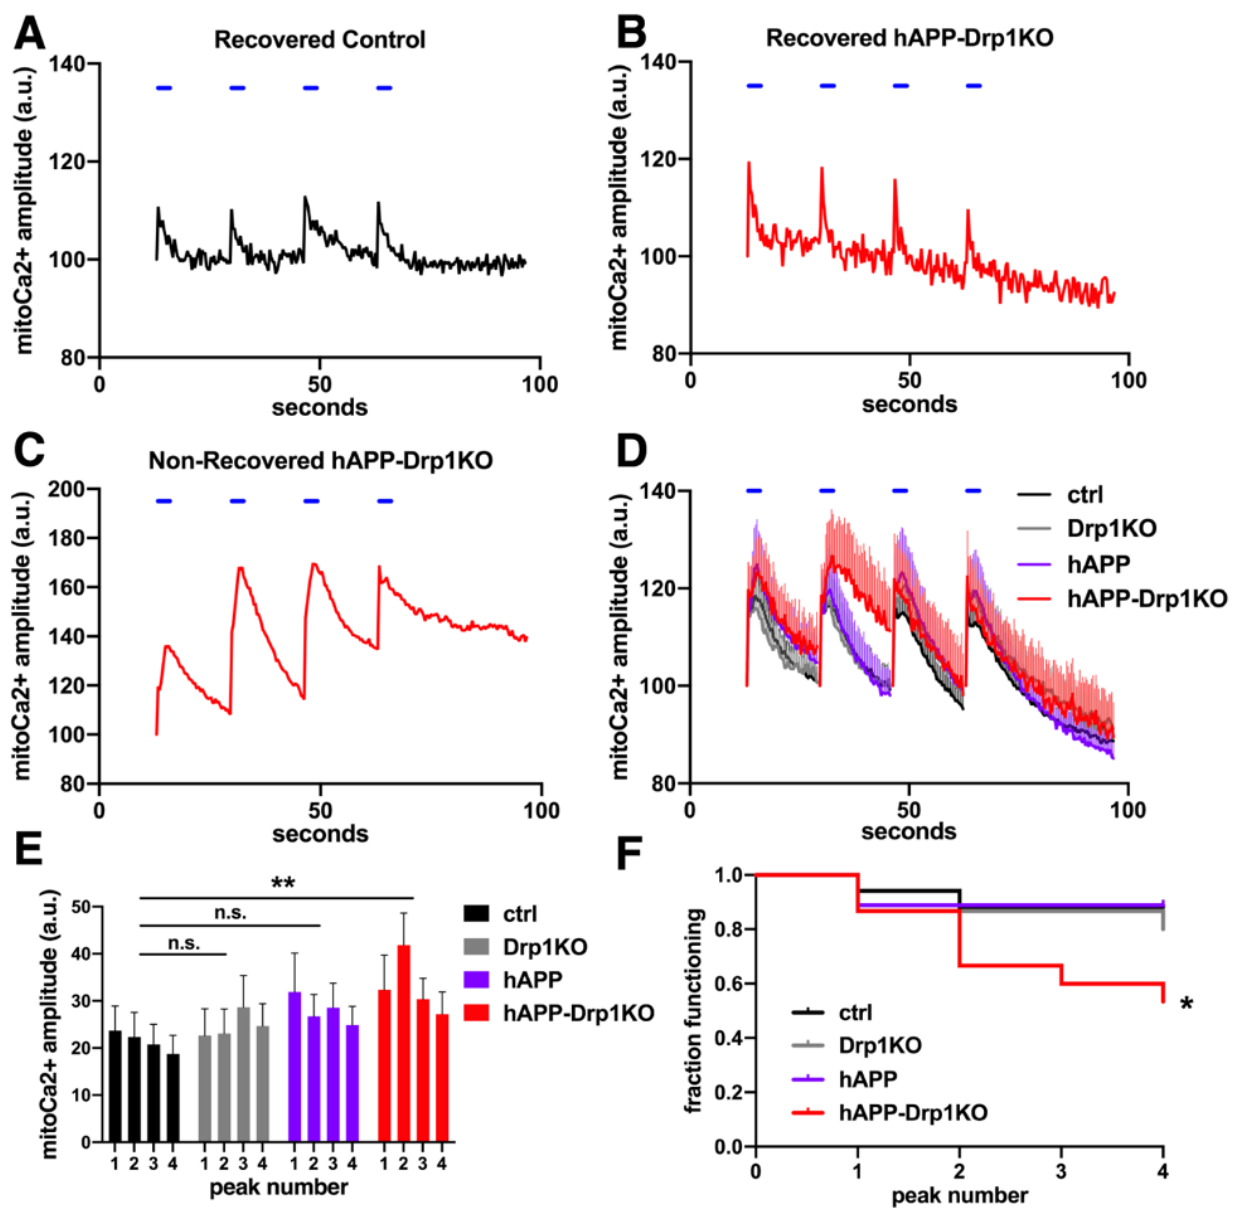 A
Recovered Control
mitoCa2+ amplitude (a.u.)
140
120
100
80
0
50
100
seconds
B
Recovered hAPP-Drp1KO
mitoCa2+ amplitude (a.u.)
140
120
100
80
0
50
100
seconds
C
Non-Recovered hAPP-Drp1KO
mitoCa2+ amplitude (a.u.)
200
180
160
140
120
100
80
0
50
100
seconds
D
mitoCa2+ amplitude (a.u.)
140
120
100
80
0
50
100
seconds
ctrl
Drp1KO
hAPP
hAPP-Drp1KO
E
mitoCa2+ amplitude (a.u.)
50
40
30
20
10
0
**
n.s.
n.s.
1 2 3 4 1 2 3 4 1 2 3 4 1 2 3 4
peak number
ctrl
Drp1KO
hAPP
hAPP-Drp1KO
F
fraction functioning
1.0
0.8
0.6
0.4
0.2
0.0
0 1 2 3 4
peak number
ctrl
Drp1KO
hAPP
hAPP-Drp1KO
*